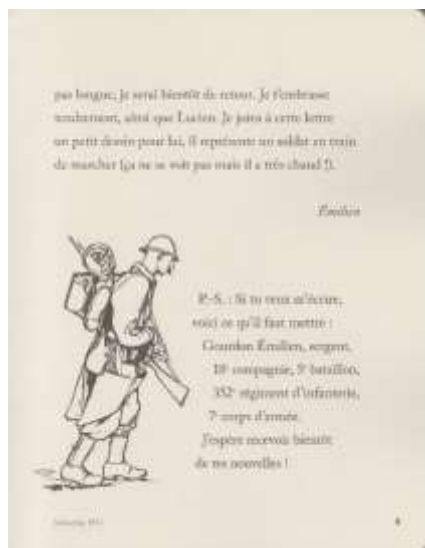 pas longue, je serai bientôt de retour. Je t'embrasse
tendrement, ainsi que Lucien. Je joins à cette lettre
un petit dessin pour lui, il représente un soldat en train
de marcher (ça ne se voit pas mais il a très chaud !).
Émilien
P.-S. : Si tu veux m'écrire,
voici ce qu'il faut mettre :
Gourdon Émilien, sergent,
18e compagnie, 5e bataillon,
352e régiment d'infanterie,
7e corps d'armée.
J'espère recevoir bientôt
de tes nouvelles !